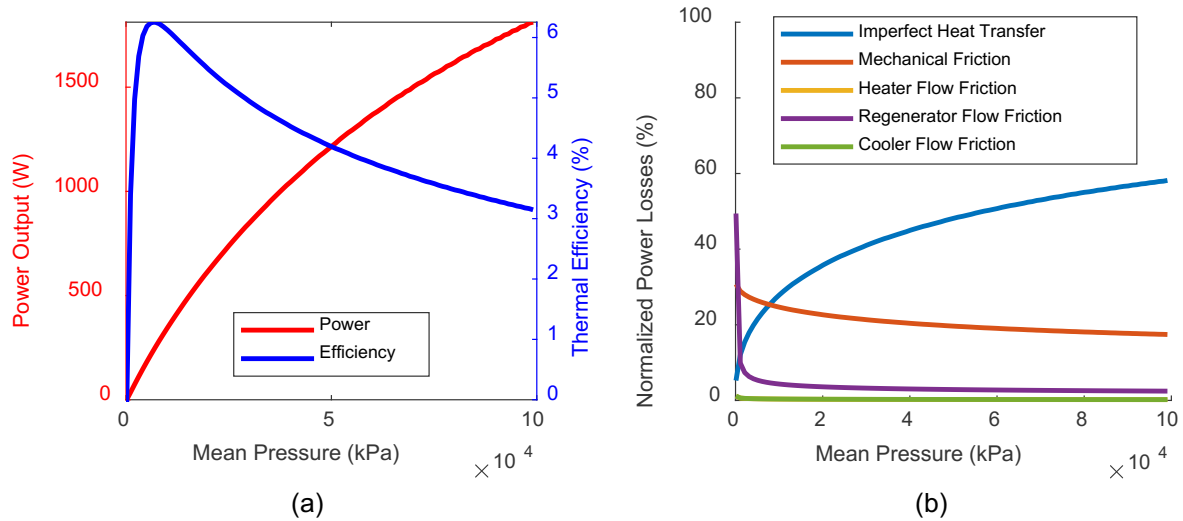 Power Output (W)
1500
1000
500
0
Thermal Efficiency (%)
6
5
4
3
2
1
0
Power
Efficiency
0
5
10
Mean Pressure (kPa)
× 10 4
(a)
Normalized Power Losses (%)
100
80
60
40
20
0
Imperfect Heat Transfer
Mechanical Friction
Heater Flow Friction
Regenerator Flow Friction
Cooler Flow Friction
0 2 4 6 8 10
Mean Pressure (kPa)
× 10 4
(b)